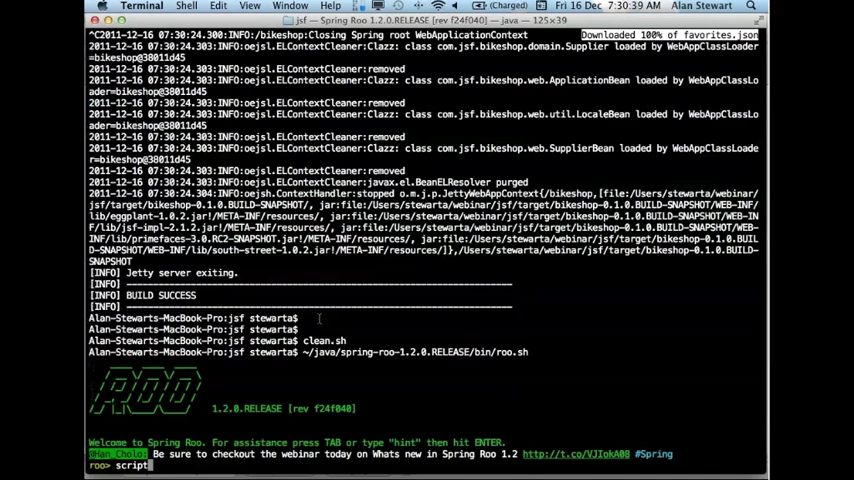 Terminal Shell Edit View Window Help (Charged) Fri 16 Dec 7:30:39 AM Alan Stewart
jsf — Spring Roo 1.2.0.RELEASE [rev f24f040] — java — 125×39
^C2011-12-16 07:30:24.300:INFO:/bikeshop:Closing Spring root WebApplicationContext Downloaded 100% of favorites.json
2011-12-16 07:30:24.303:INFO:oejsl.ELContextCleaner:Clazz: class com.jsf.bikeshop.domain.Supplier loaded by WebAppClassLoader
=bikeshop@38011d45
2011-12-16 07:30:24.303:INFO:oejsl.ELContextCleaner:removed
2011-12-16 07:30:24.303:INFO:oejsl.ELContextCleaner:Clazz: class com.jsf.bikeshop.web.ApplicationBean loaded by WebAppClassLo
ader=bikeshop@38011d45
2011-12-16 07:30:24.303:INFO:oejsl.ELContextCleaner:removed
2011-12-16 07:30:24.303:INFO:oejsl.ELContextCleaner:Clazz: class com.jsf.bikeshop.web.util.LocaleBean loaded by WebAppClassLo
ader=bikeshop@38011d45
2011-12-16 07:30:24.303:INFO:oejsl.ELContextCleaner:removed
2011-12-16 07:30:24.303:INFO:oejsl.ELContextCleaner:Clazz: class com.jsf.bikeshop.web.SupplierBean loaded by WebAppClassLoade
r=bikeshop@38011d45
2011-12-16 07:30:24.303:INFO:oejsl.ELContextCleaner:removed
2011-12-16 07:30:24.303:INFO:oejsl.ELContextCleaner:javax.el.BeanELResolver purged
2011-12-16 07:30:24.304:INFO:oejsh.ContextHandler:stopped o.m.j.p.JettyWebAppContext{/bikeshop,[file:/Users/stewarta/webinar/
jsf/target/bikeshop-0.1.0.BUILD-SNAPSHOT/, jar:file:/Users/stewarta/webinar/jsf/target/bikeshop-0.1.0.BUILD-SNAPSHOT/WEB-INF/
lib/eggplant-1.0.2.jar!/META-INF/resources/, jar:file:/Users/stewarta/webinar/jsf/target/bikeshop-0.1.0.BUILD-SNAPSHOT/WEB-IN
F/lib/jsf-impl-2.1.2.jar!/META-INF/resources/, jar:file:/Users/stewarta/webinar/jsf/target/bikeshop-0.1.0.BUILD-SNAPSHOT/WEB-
INF/lib/primefaces-3.0.RC2-SNAPSHOT.jar!/META-INF/resources/, jar:file:/Users/stewarta/webinar/jsf/target/bikeshop-0.1.0.BUIL
D-SNAPSHOT/WEB-INF/lib/south-street-1.0.2.jar!/META-INF/resources/]},/Users/stewarta/webinar/jsf/target/bikeshop-0.1.0.BUILD-
SNAPSHOT
[INFO] Jetty server exiting.
[INFO] ------------------------------------------------------------------------
[INFO] BUILD SUCCESS
[INFO] ------------------------------------------------------------------------
Alan-Stewarts-MacBook-Pro:jsf stewarta$
Alan-Stewarts-MacBook-Pro:jsf stewarta$
Alan-Stewarts-MacBook-Pro:jsf stewarta$ clean.sh
Alan-Stewarts-MacBook-Pro:jsf stewarta$ ~/java/spring-roo-1.2.0.RELEASE/bin/roo.sh
ROO
1.2.0.RELEASE [rev f24f040]
Welcome to Spring Roo. For assistance press TAB or type "hint" then hit ENTER.
@Han_Cholo: Be sure to checkout the webinar today on Whats new in Spring Roo 1.2 http://t.co/VJIokA08 #Spring
roo> script